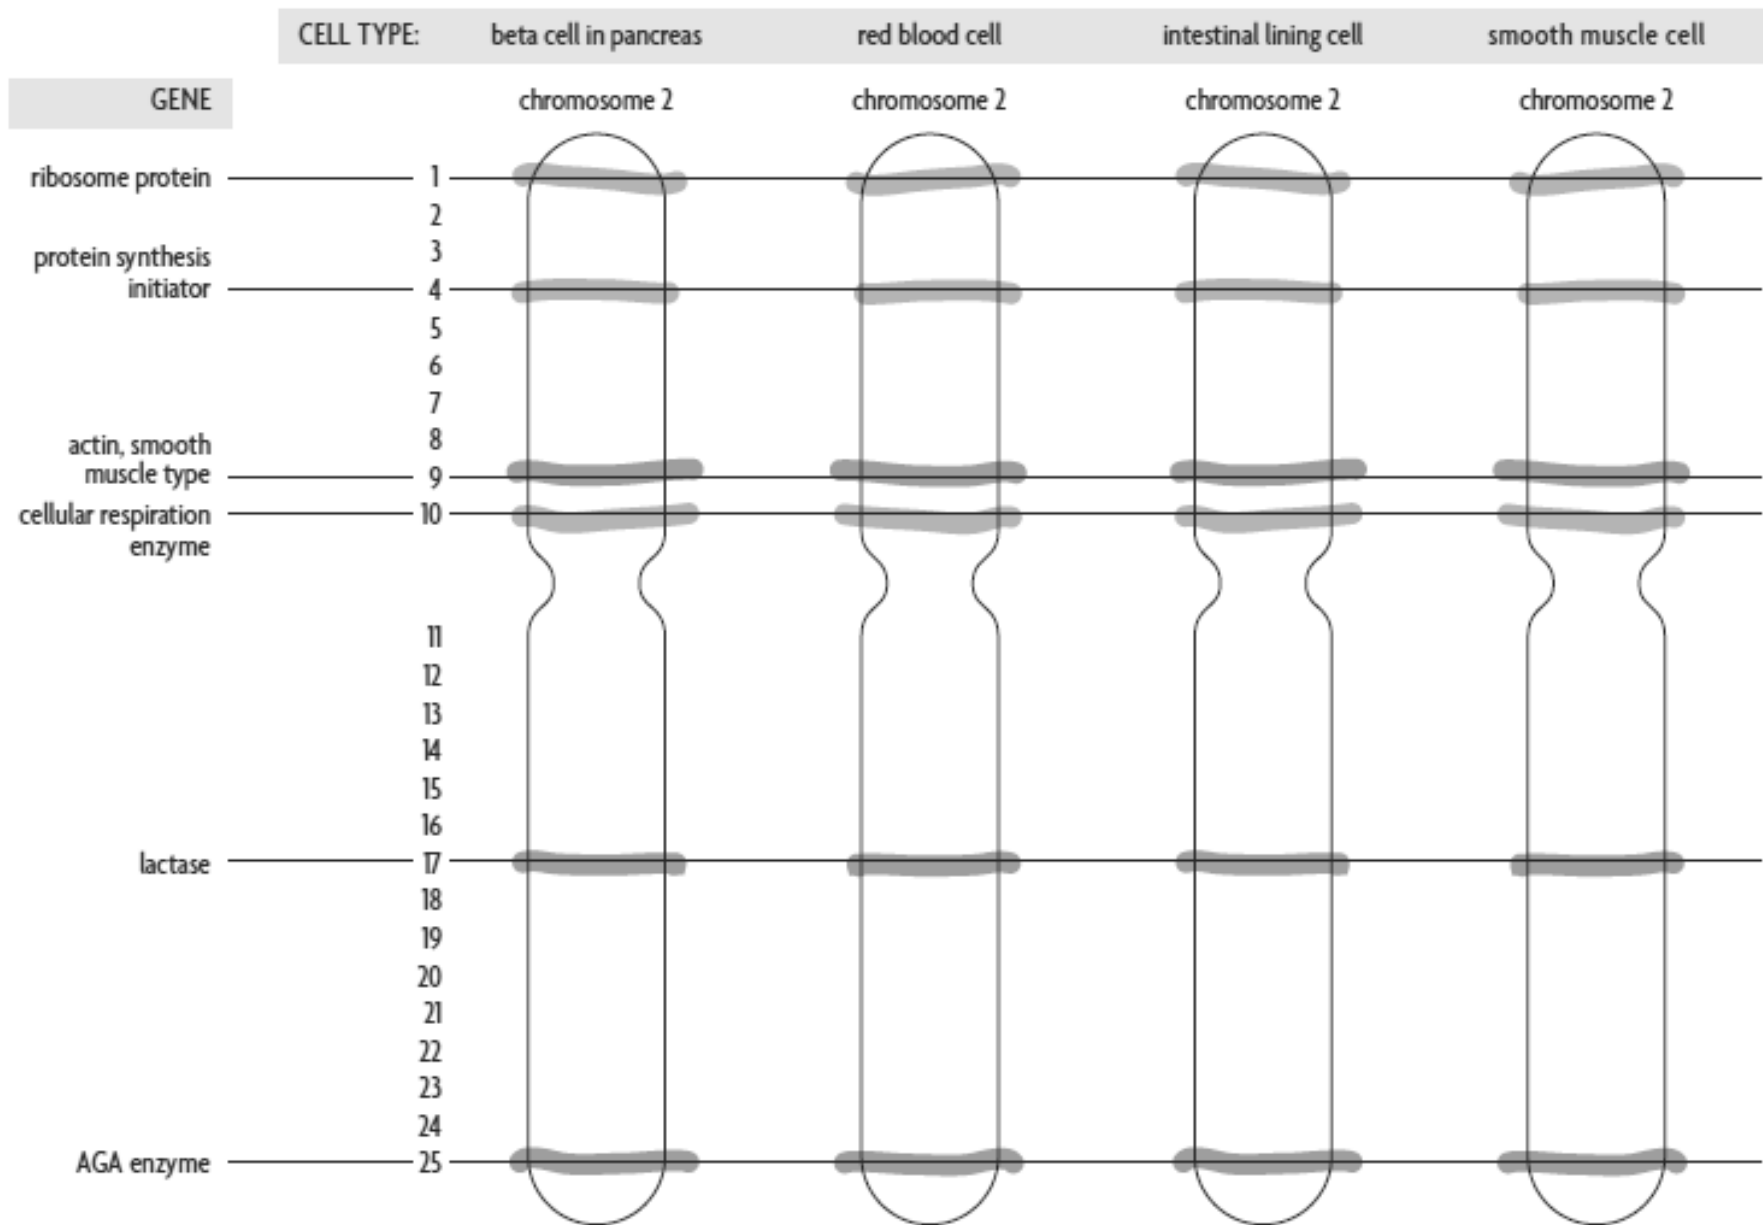 CELL TYPE: beta cell in pancreas red blood cell intestinal lining cell smooth muscle cell
GENE chromosome 2 chromosome 2 chromosome 2 chromosome 2
ribosome protein 1
2
3
protein synthesis
initiator 4
5
6
7
8
actin, smooth
muscle type 9
cellular respiration 10
enzyme
11
12
13
14
15
16
lactase 17
18
19
20
21
22
23
24
AGA enzyme 25